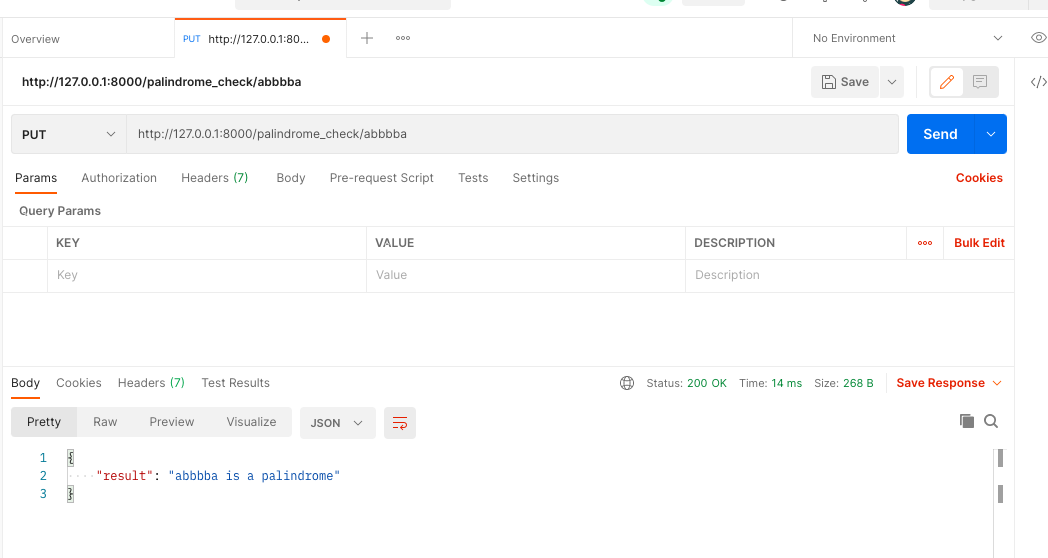 Overview
PUT http://127.0.0.1:80...
No Environment
http://127.0.0.1:8000/palindrome_check/abbbba
Save
PUT http://127.0.0.1:8000/palindrome_check/abbbba Send
Params Authorization Headers (7) Body Pre-request Script Tests Settings Cookies
Query Params
KEY VALUE DESCRIPTION Bulk Edit
Key Value Description
Body Cookies Headers (7) Test Results Status: 200 OK Time: 14 ms Size: 268 B Save Response
Pretty Raw Preview Visualize JSON
1 {
2 "result": "abbbba is a palindrome"
3 }